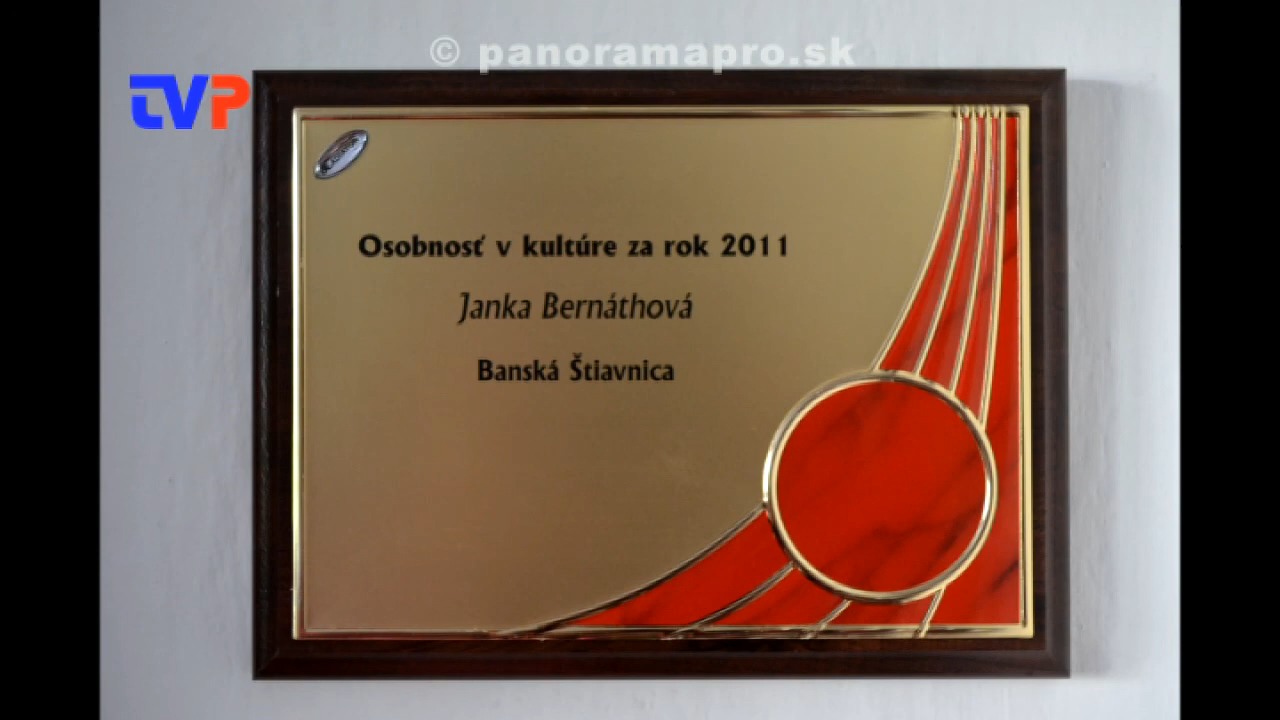 © panoramapro.sk
TVP
Osobnosť v kultúre za rok 2011
Janka Bernáthová
Banská Štiavnica